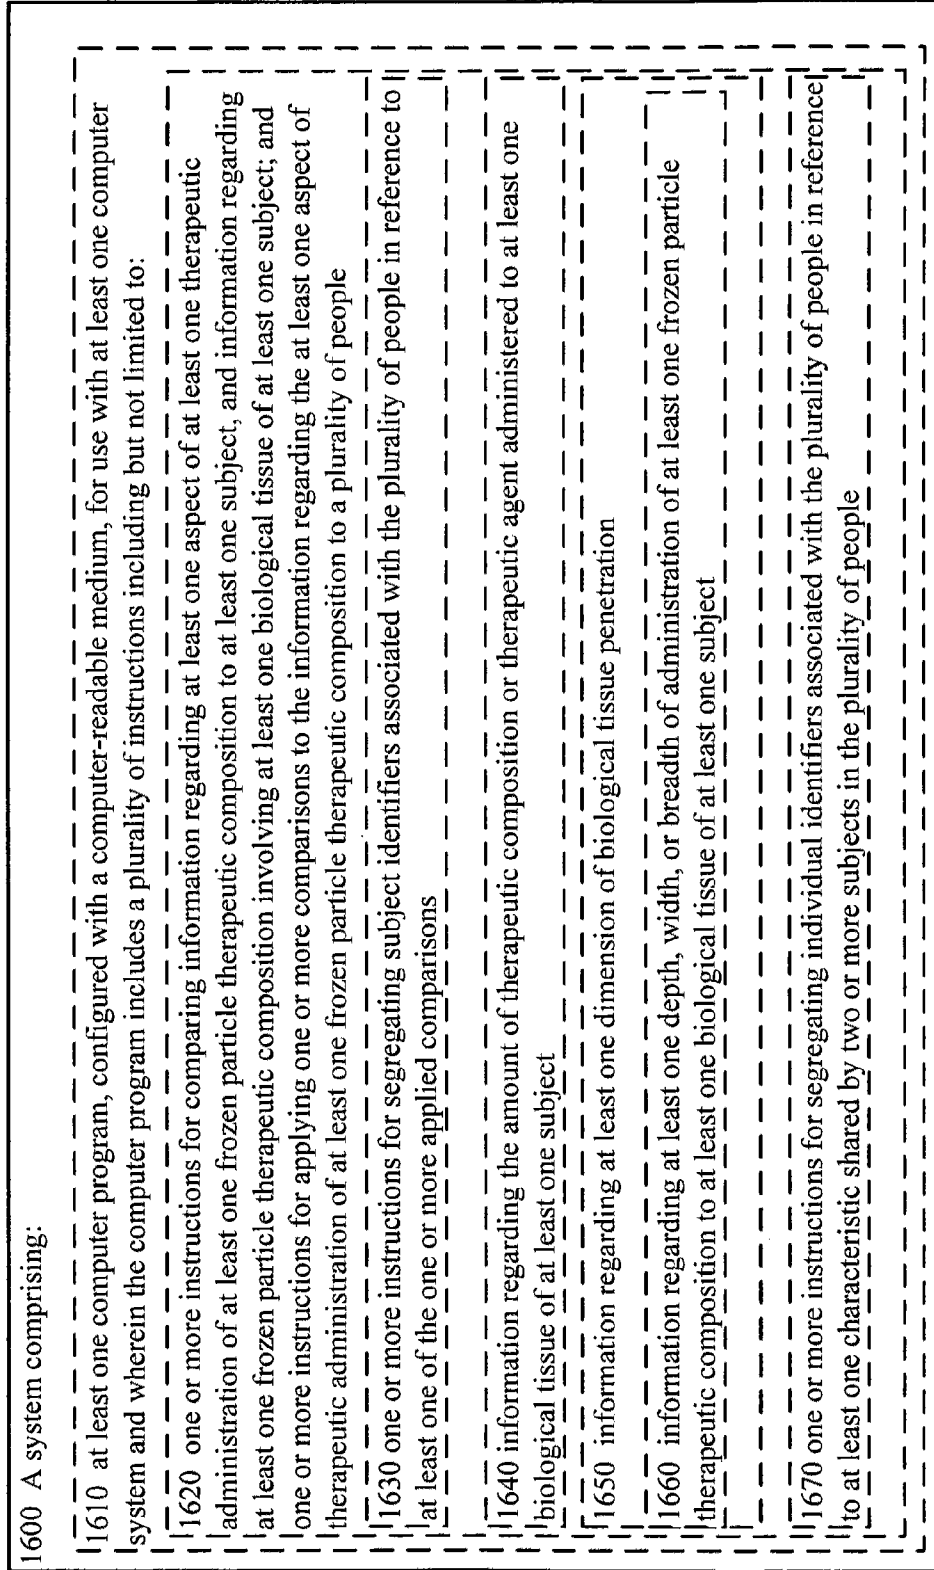 1600 A system comprising:
1610 at least one computer program, configured with a computer-readable medium, for use with at least one computer
system and wherein the computer program includes a plurality of instructions including but not limited to:
1620 one or more instructions for comparing information regarding at least one aspect of at least one therapeutic
administration of at least one frozen particle therapeutic composition to at least one subject, and information regarding
at least one frozen particle therapeutic composition involving at least one biological tissue of at least one subject; and
one or more instructions for applying one or more comparisons to the information regarding the at least one aspect of
therapeutic administration of at least one frozen particle therapeutic composition to a plurality of people
1630 one or more instructions for segregating subject identifiers associated with the plurality of people in reference to
at least one of the one or more applied comparisons
1640 information regarding the amount of therapeutic composition or therapeutic agent administered to at least one
biological tissue of at least one subject
1650 information regarding at least one dimension of biological tissue penetration
1660 information regarding at least one depth, width, or breadth of administration of at least one frozen particle
therapeutic composition to at least one biological tissue of at least one subject
1670 one or more instructions for segregating individual identifiers associated with the plurality of people in reference
to at least one characteristic shared by two or more subjects in the plurality of people